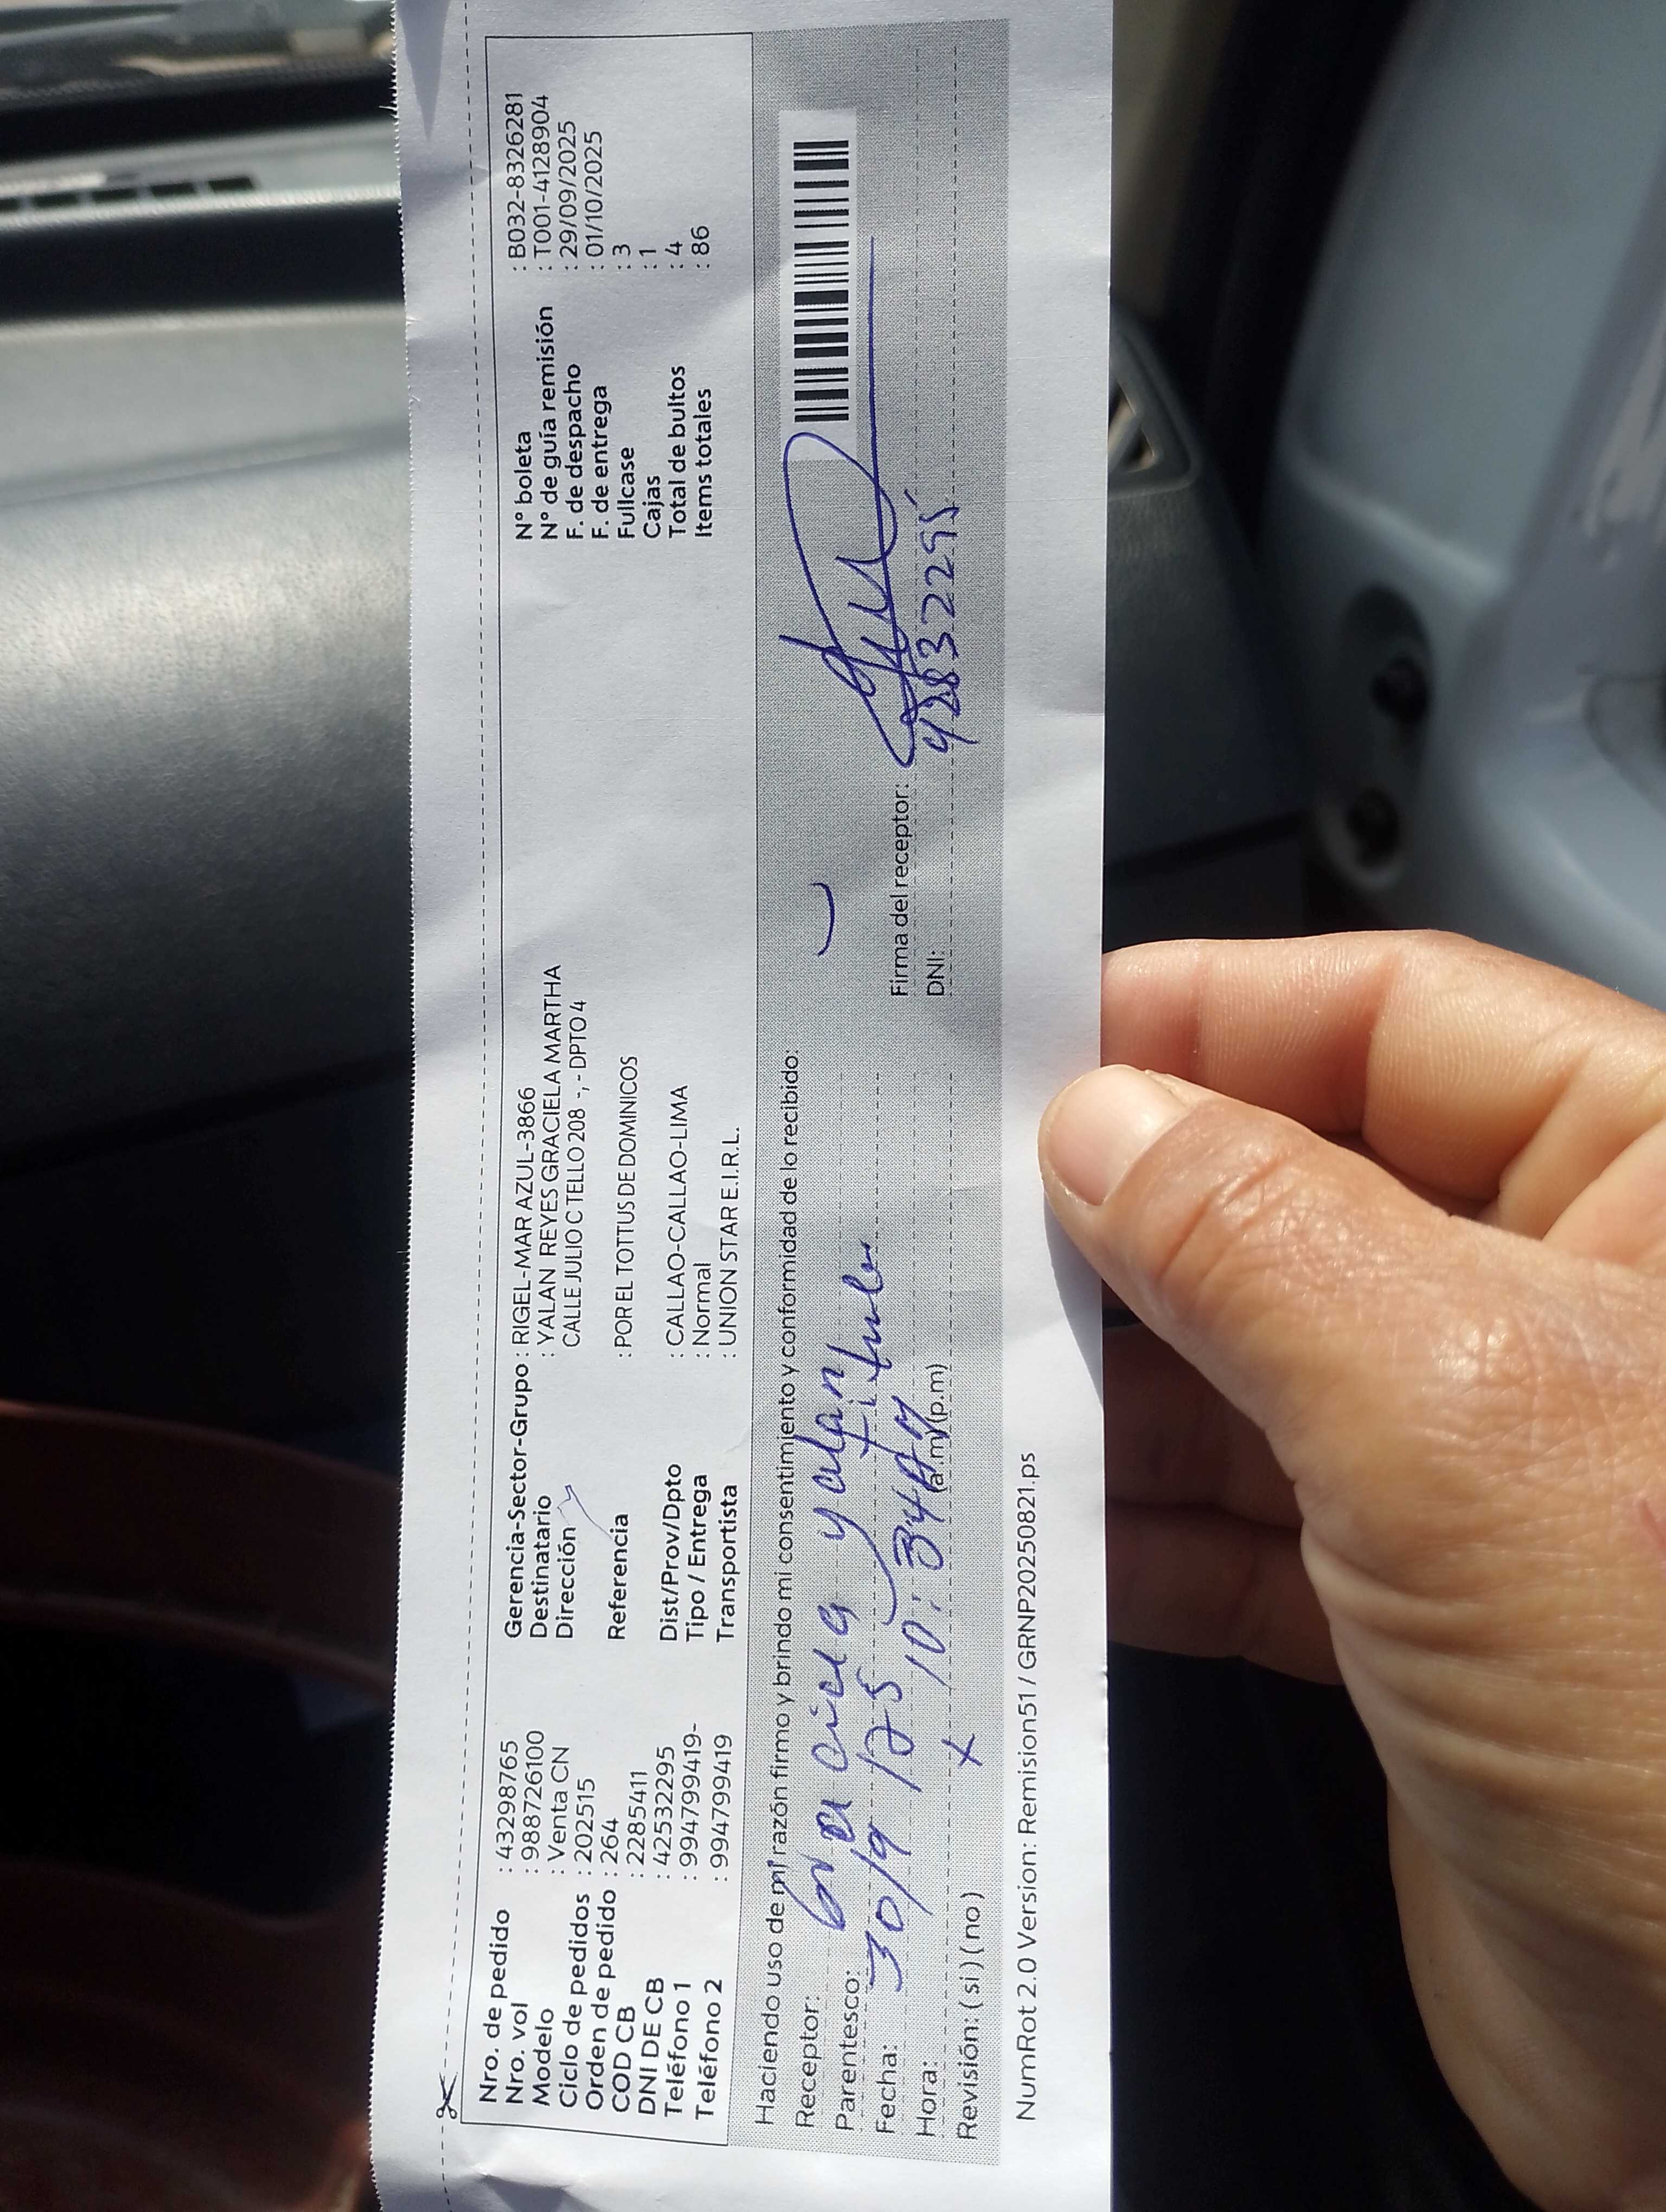 Nro. de pedido : 43298765
Nro. vol : 988726100
Modelo : Venta CN
Ciclo de pedidos : 202515
Orden de pedido : 264
COD CB : 2285411
DNI DE CB : 42532295
Teléfono 1 : 994799419-
Teléfono 2 : 994799419
Gerencia-Sector-Grupo : RIGEL-MAR AZUL-3866
Destinatario : YALAN REYES GRACIELA MARTHA
Dirección CALLE JULIO C TELLO 208 -, - DPTO 4
Referencia : POR EL TOTTUS DE DOMINICOS
Dist/Prov/Dpto : CALLAO-CALLAO-LIMA
Tipo / Entrega : Normal
Transportista : UNION STAR E.I.R.L.
N° boleta : B032-8326281
N° de guía remisión : T001-4128904
F. de despacho : 29/09/2025
F. de entrega : 01/10/2025
Fullcase : 3
Cajas : 1
Total de bultos : 4
Items totales : 86
Haciendo uso de mi razón firmo y brindo mi consentimiento y conformidad de lo recibido:
Receptor: yalan
Parentesco: titular
Fecha: 30/9/25
Hora: 10:34 AM (a.m) (p.m)
Revisión: ( si ) ( no ) X
Firma del receptor:
DNI:
NumRot 2.0 Version: Remision51 / GRNP20250821.ps